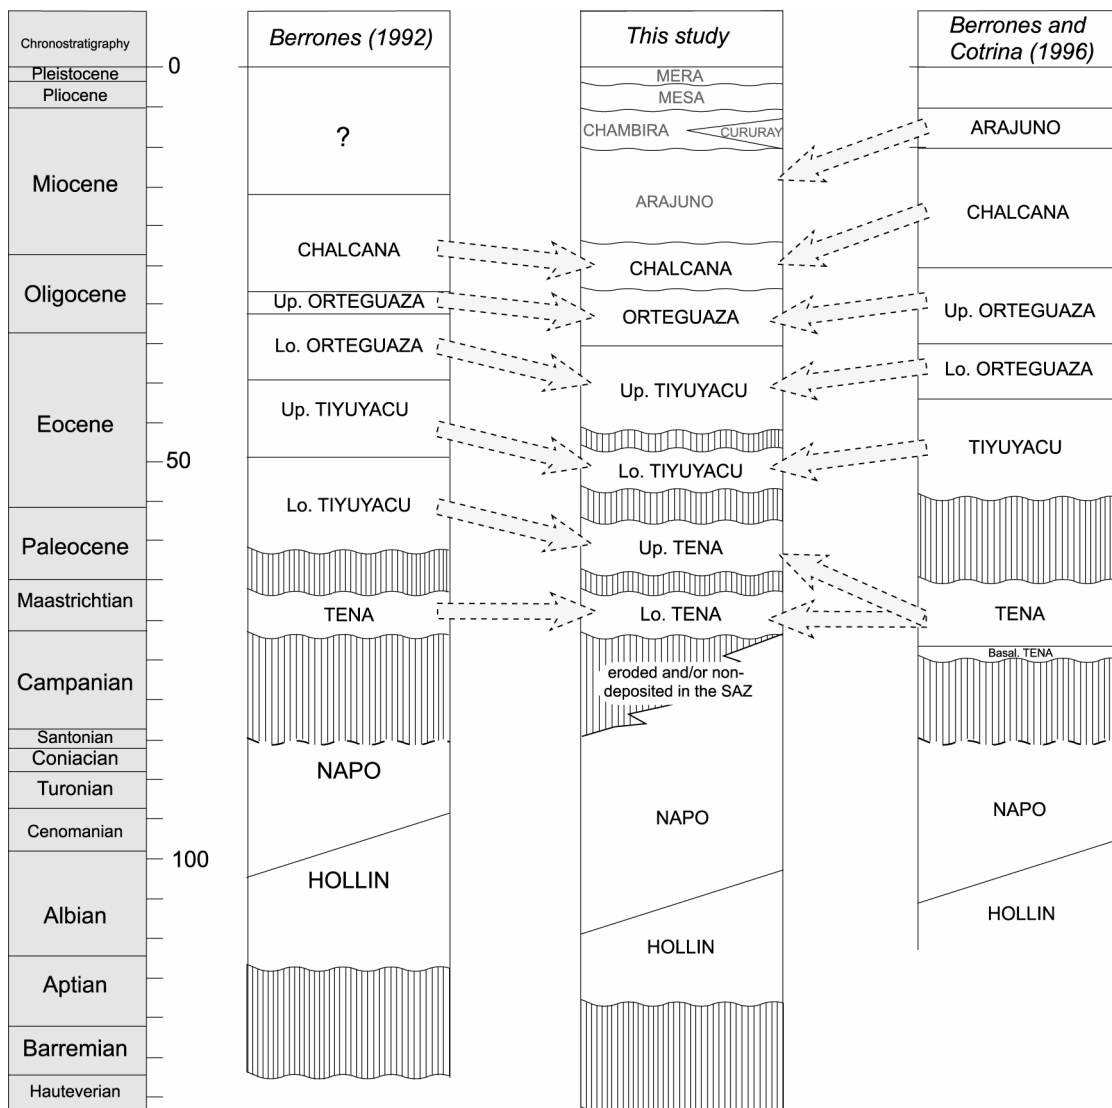 Chronostratigraphy
Pleistocene
Pliocene
Miocene
Oligocene
Eocene
Paleocene
Maastrichtian
Campanian
Santonian
Coniacian
Turonian
Cenomanian
Albian
Aptian
Barremian
Hauteverian
0
50
100
Berrones (1992)
?
CHALCANA
Up. ORTEGUAZA
Lo. ORTEGUAZA
Up. TIYUYACU
Lo. TIYUYACU
TENA
NAPO
HOLLIN
This study
MERA
MESA
CHAMBIRA
CURURAY
ARAJUNO
CHALCANA
ORTEGUAZA
Up. TIYUYACU
Lo. TIYUYACU
Up. TENA
Lo. TENA
eroded and/or non-
deposited in the SAZ
NAPO
HOLLIN
Berrones and
Cotrina (1996)
ARAJUNO
CHALCANA
Up. ORTEGUAZA
Lo. ORTEGUAZA
TIYUYACU
TENA
Basal. TENA
NAPO
HOLLIN